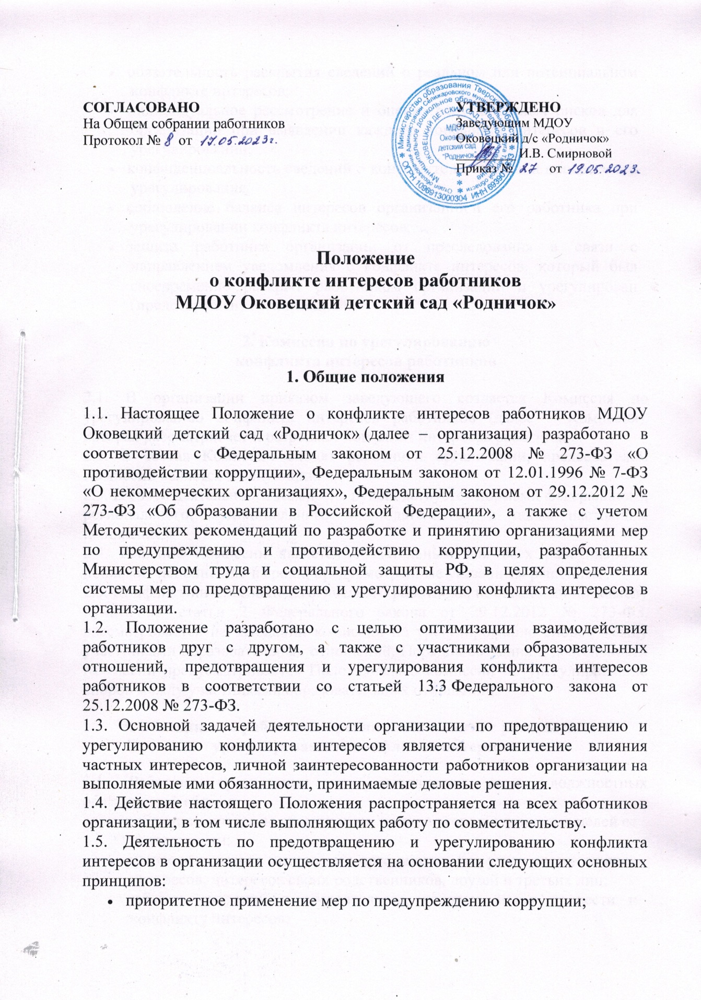 СОГЛАСОВАНО
На Общем собрании работников
Протокол № 8 от 17.05.2023г.
УТВЕРЖДЕНО
Заведующим МДОУ
Оковецкий д/с «Родничок»
И.В. Смирновой
Приказ № 27 от 19.05.2023г.
МДОУ
Оковецкий
детский сад
"Родничок"
ОГРН 1096913000304
Положение
о конфликте интересов работников
МДОУ Оковецкий детский сад «Родничок»
1. Общие положения
1.1. Настоящее Положение о конфликте интересов работников МДОУ
Оковецкий детский сад «Родничок» (далее – организация) разработано в
соответствии с Федеральным законом от 25.12.2008 № 273-ФЗ «О
противодействии коррупции», Федеральным законом от 12.01.1996 № 7-ФЗ
«О некоммерческих организациях», Федеральным законом от 29.12.2012 №
273-ФЗ «Об образовании в Российской Федерации», а также с учетом
Методических рекомендаций по разработке и принятию организациями мер
по предупреждению и противодействию коррупции, разработанных
Министерством труда и социальной защиты РФ, в целях определения
системы мер по предотвращению и урегулированию конфликта интересов в
организации.
1.2. Положение разработано с целью оптимизации взаимодействия
работников друг с другом, а также с участниками образовательных
отношений, предотвращения и урегулирования конфликта интересов
работников в соответствии со статьей 13.3 Федерального закона от
25.12.2008 № 273-ФЗ.
1.3. Основной задачей деятельности организации по предотвращению и
урегулированию конфликта интересов является ограничение влияния
частных интересов, личной заинтересованности работников организации на
выполняемые ими обязанности, принимаемые деловые решения.
1.4. Действие настоящего Положения распространяется на всех работников
организации, в том числе выполняющих работу по совместительству.
1.5. Деятельность по предотвращению и урегулированию конфликта
интересов в организации осуществляется на основании следующих основных
принципов:
• приоритетное применение мер по предупреждению коррупции;